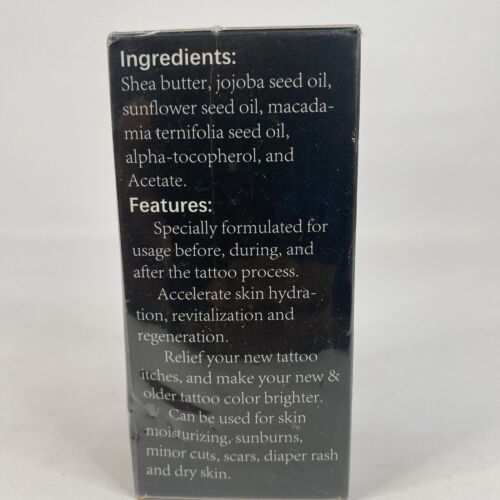 Ingredients:
Shea butter, jojoba seed oil,
sunflower seed oil, macada-
mia ternifolia seed oil,
alpha-tocopherol, and
Acetate.
Features:
Specially formulated for
usage before, during, and
after the tattoo process.
Accelerate skin hydra-
tion, revitalization and
regeneration.
Relief your new tattoo
itches, and make your new &
older tattoo color brighter.
Can be used for skin
moisturizing, sunburns,
minor cuts, scars, diaper rash
and dry skin.